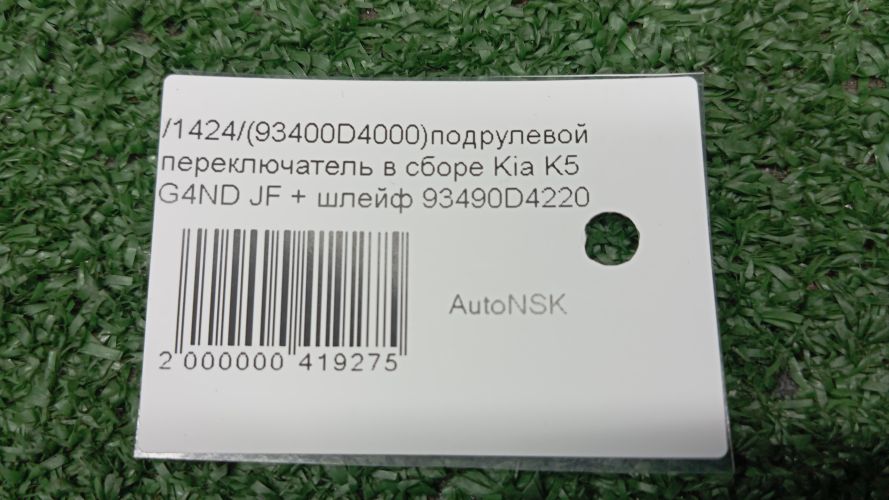 /1424/(93400D4000)подрулевой
переключатель в сборе Kia K5
G4ND JF + шлейф 93490D4220
AutoNSK
2 000000 419275